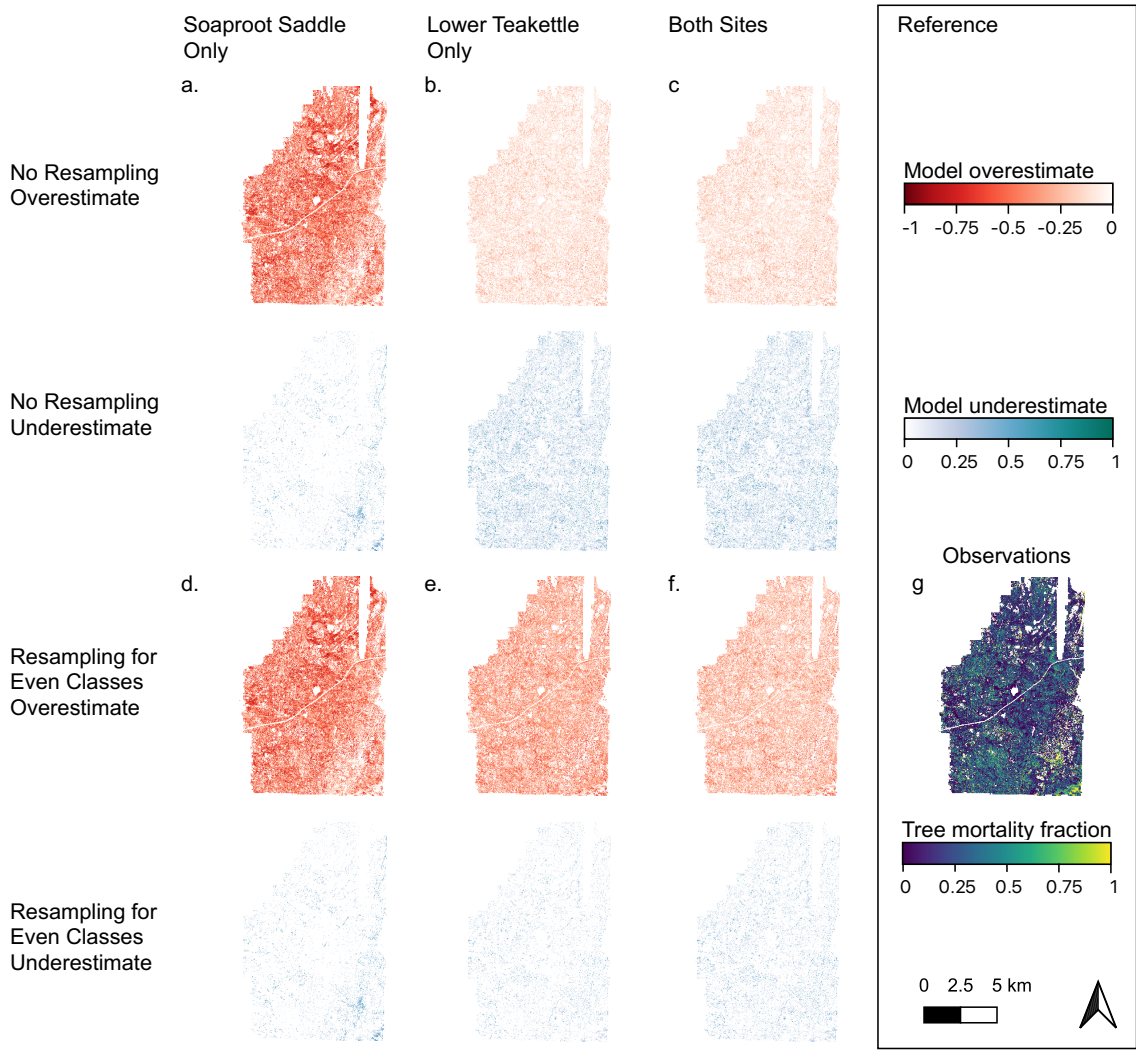 Soaproot Saddle
Only
Lower Teakettle
Only
Both Sites
Reference
a.
b.
c
No Resampling
Overestimate
Model overestimate
-1 -0.75 -0.5 -0.25 0
No Resampling
Underestimate
Model underestimate
0 0.25 0.5 0.75 1
Observations
d.
e.
f.
g
Resampling for
Even Classes
Overestimate
Tree mortality fraction
0 0.25 0.5 0.75 1
Resampling for
Even Classes
Underestimate
0 2.5 5 km